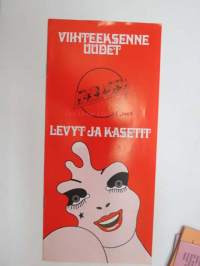 VIIHTEEKSENNE
UUDET
LEVYT JA KASETIT